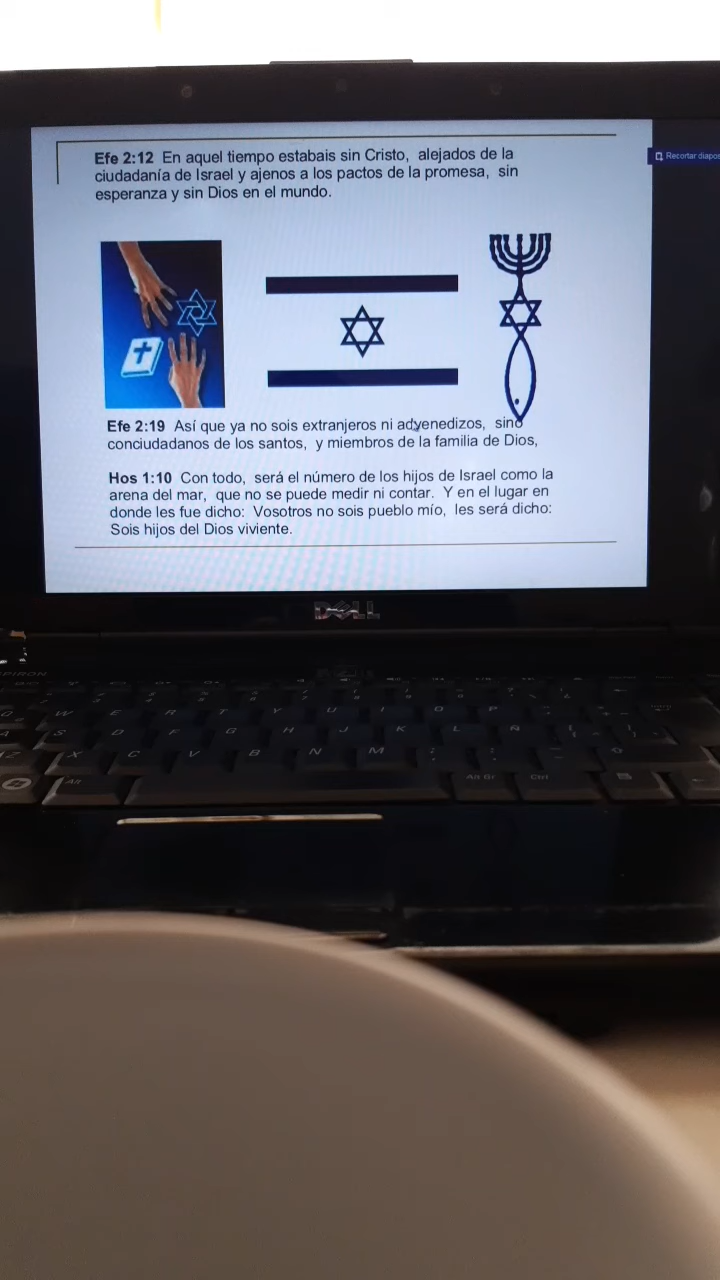 Efe 2:12 En aquel tiempo estabais sin Cristo, alejados de la
ciudadanía de Israel y ajenos a los pactos de la promesa, sin
esperanza y sin Dios en el mundo.
Recortar diapos
Efe 2:19 Así que ya no sois extranjeros ni advenedizos, sino
conciudadanos de los santos, y miembros de la familia de Dios,
Hos 1:10 Con todo, será el número de los hijos de Israel como la
arena del mar, que no se puede medir ni contar. Y en el lugar en
donde les fue dicho: Vosotros no sois pueblo mío, les será dicho:
Sois hijos del Dios viviente.
DELL
W E R T Y U I O P
A S D F G H J K L Ñ
Z X C V B N M
Alt Alt Gr Ctrl